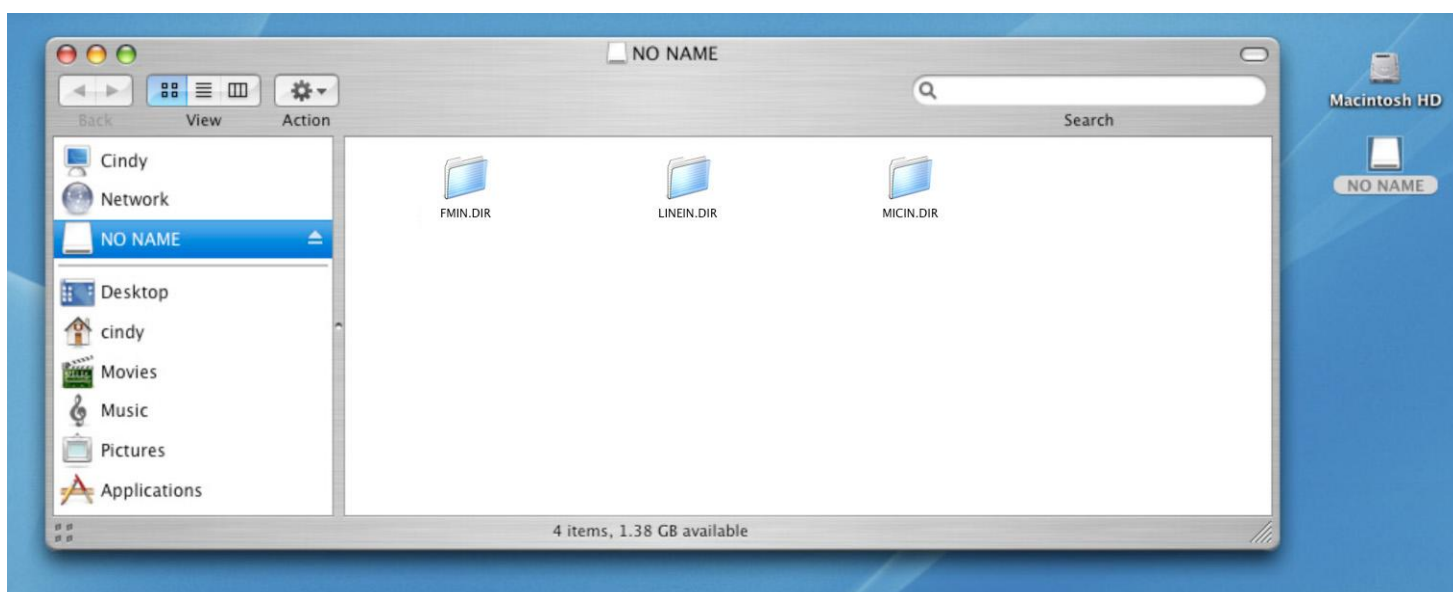 NO NAME
Back View Action Search
Macintosh HD
NO NAME
Cindy
Network
NO NAME
Desktop
cindy
Movies
Music
Pictures
Applications
FMIN.DIR LINEIN.DIR MICIN.DIR
4 items, 1.38 GB available